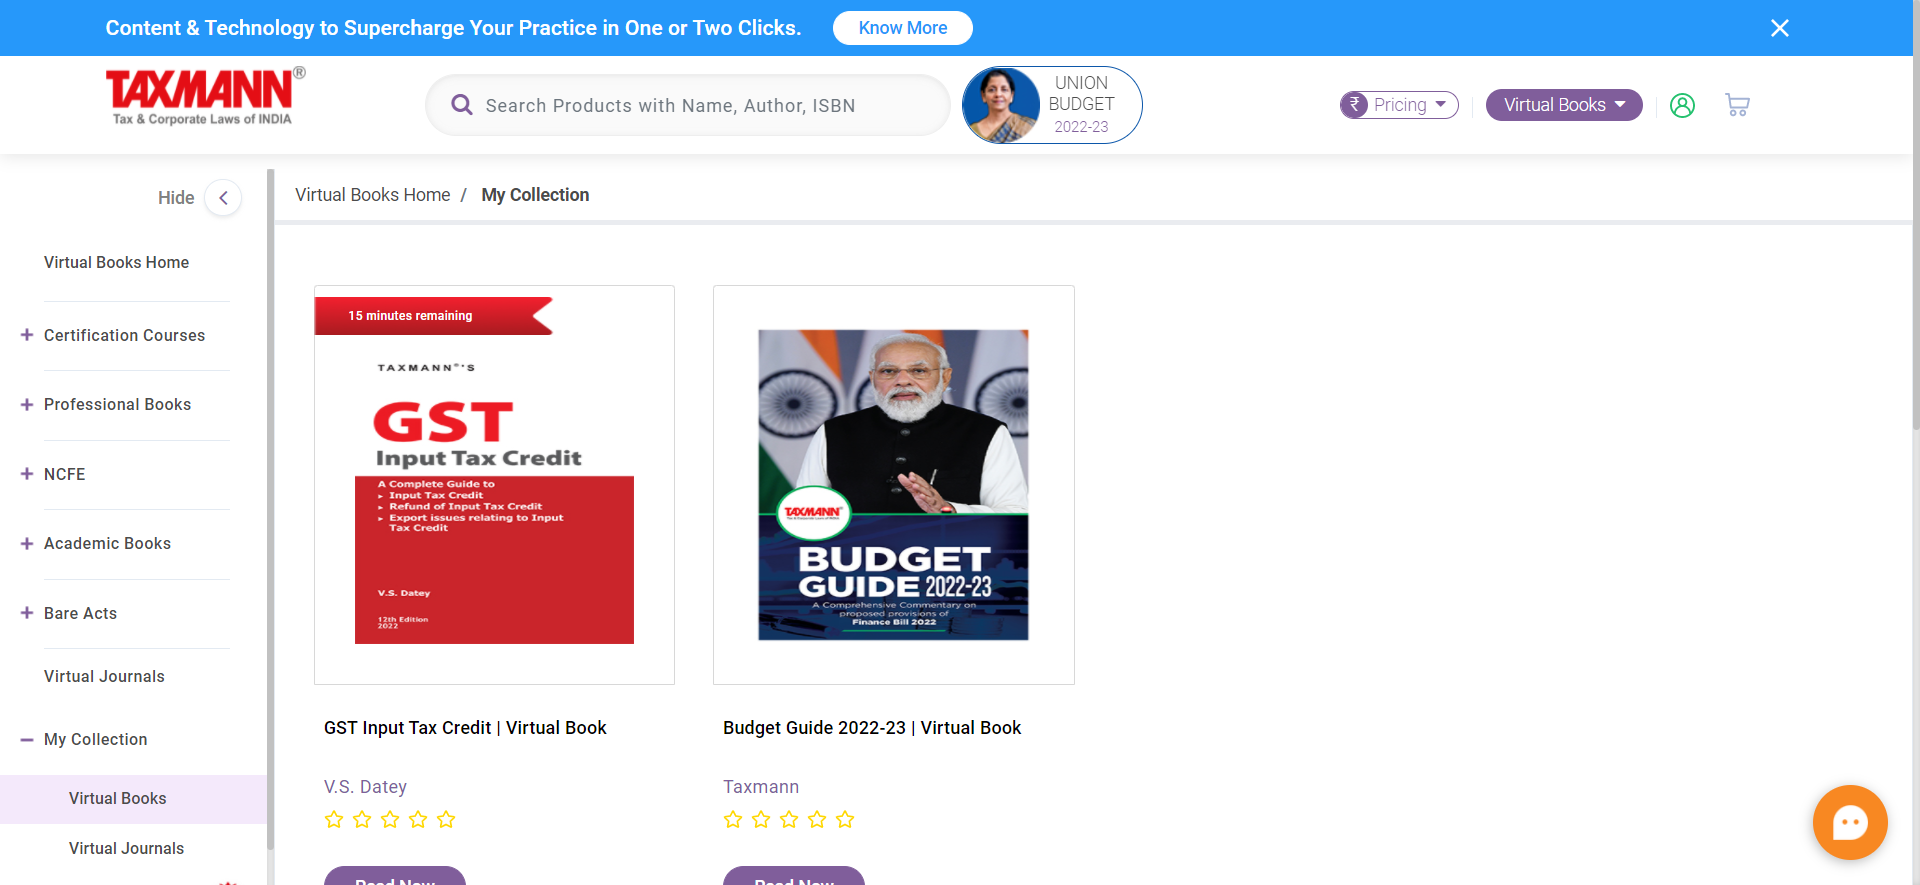 Content & Technology to Supercharge Your Practice in One or Two Clicks.
Know More
TAXMANN®
Tax & Corporate Laws of INDIA
Search Products with Name, Author, ISBN
UNION
BUDGET
2022-23
₹ Pricing
Virtual Books
Hide
Virtual Books Home / My Collection
Virtual Books Home
Certification Courses
Professional Books
NCFE
Academic Books
Bare Acts
Virtual Journals
My Collection
Virtual Books
Virtual Journals
15 minutes remaining
TAXMANN®'S
GST
Input Tax Credit
A Complete Guide to
▸ Input Tax Credit
▸ Refund of Input Tax Credit
▸ Export issues relating to Input
Tax Credit
V.S. Datey
12th Edition
2022
GST Input Tax Credit | Virtual Book
V.S. Datey
Read Now
TAXMANN®
Tax & Corporate Laws of INDIA
BUDGET
GUIDE 2022-23
A Comprehensive Commentary on
proposed provisions of
Finance Bill 2022
Budget Guide 2022-23 | Virtual Book
Taxmann
Read Now